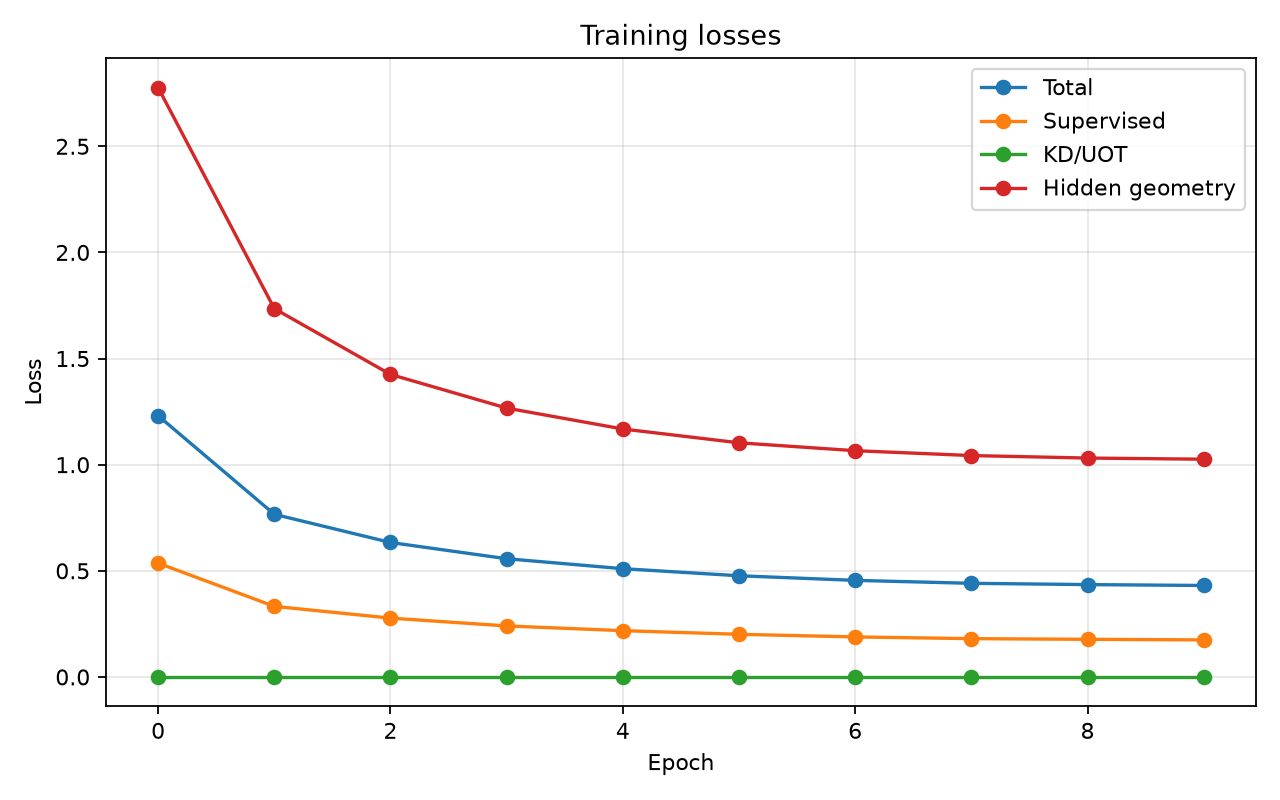 Training losses
Total
Supervised
KD/UOT
Hidden geometry
2.5
2.0
1.5
1.0
0.5
0.0
Loss
0 2 4 6 8
Epoch